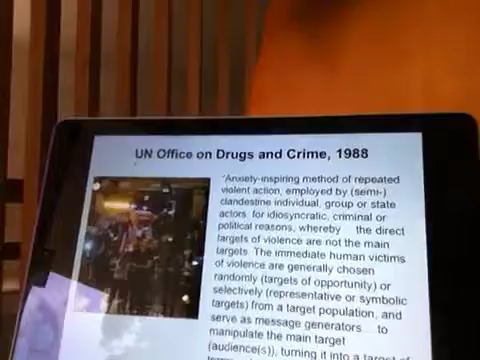 UN Office on Drugs and Crime, 1988
"Anxiety-inspiring method of repeated
violent action, employed by (semi-)
clandestine individual, group or state
actors, for idiosyncratic, criminal or
political reasons, whereby the direct
targets of violence are not the main
targets. The immediate human victims
of violence are generally chosen
randomly (targets of opportunity) or
selectively (representative or symbolic
targets) from a target population, and
serve as message generators... to
manipulate the main target
(audience(s)), turning it into a target of